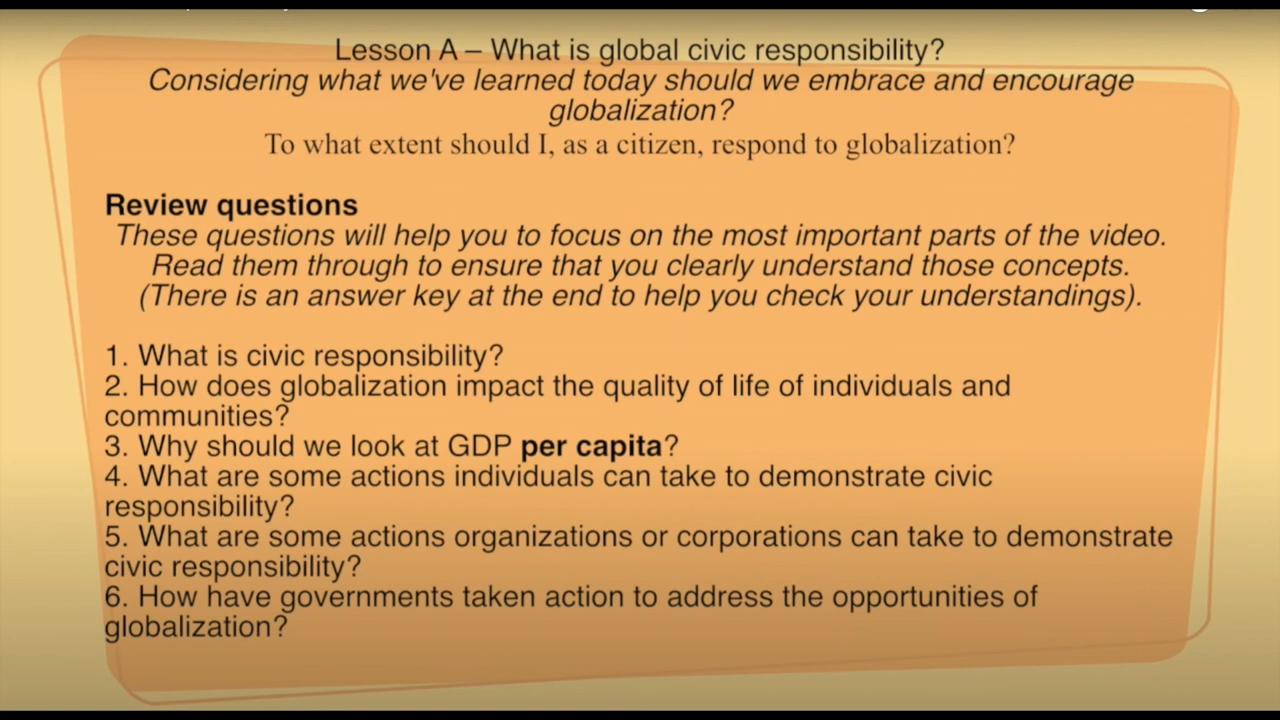 Lesson A – What is global civic responsibility?
Considering what we've learned today should we embrace and encourage
globalization?
To what extent should I, as a citizen, respond to globalization?
Review questions
These questions will help you to focus on the most important parts of the video.
Read them through to ensure that you clearly understand those concepts.
(There is an answer key at the end to help you check your understandings).
1. What is civic responsibility?
2. How does globalization impact the quality of life of individuals and
communities?
3. Why should we look at GDP per capita?
4. What are some actions individuals can take to demonstrate civic
responsibility?
5. What are some actions organizations or corporations can take to demonstrate
civic responsibility?
6. How have governments taken action to address the opportunities of
globalization?